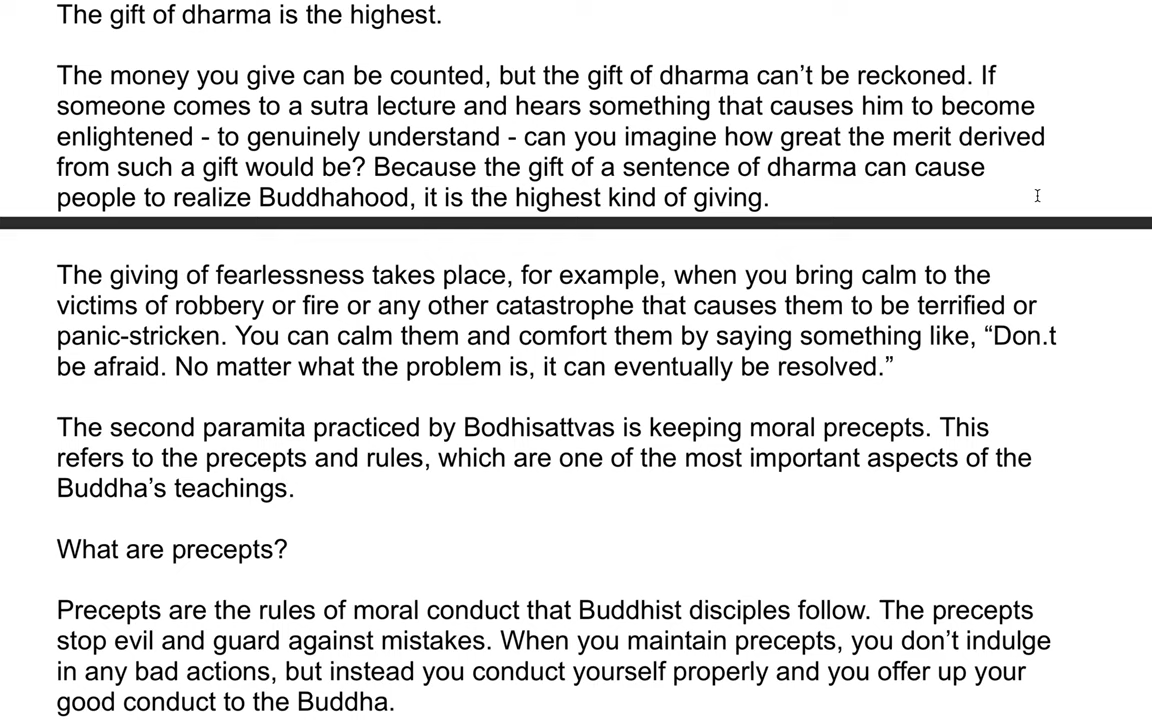 The gift of dharma is the highest.
The money you give can be counted, but the gift of dharma can’t be reckoned. If
someone comes to a sutra lecture and hears something that causes him to become
enlightened - to genuinely understand - can you imagine how great the merit derived
from such a gift would be? Because the gift of a sentence of dharma can cause
people to realize Buddhahood, it is the highest kind of giving.
The giving of fearlessness takes place, for example, when you bring calm to the
victims of robbery or fire or any other catastrophe that causes them to be terrified or
panic-stricken. You can calm them and comfort them by saying something like, “Don.t
be afraid. No matter what the problem is, it can eventually be resolved.”
The second paramita practiced by Bodhisattvas is keeping moral precepts. This
refers to the precepts and rules, which are one of the most important aspects of the
Buddha’s teachings.
What are precepts?
Precepts are the rules of moral conduct that Buddhist disciples follow. The precepts
stop evil and guard against mistakes. When you maintain precepts, you don’t indulge
in any bad actions, but instead you conduct yourself properly and you offer up your
good conduct to the Buddha.